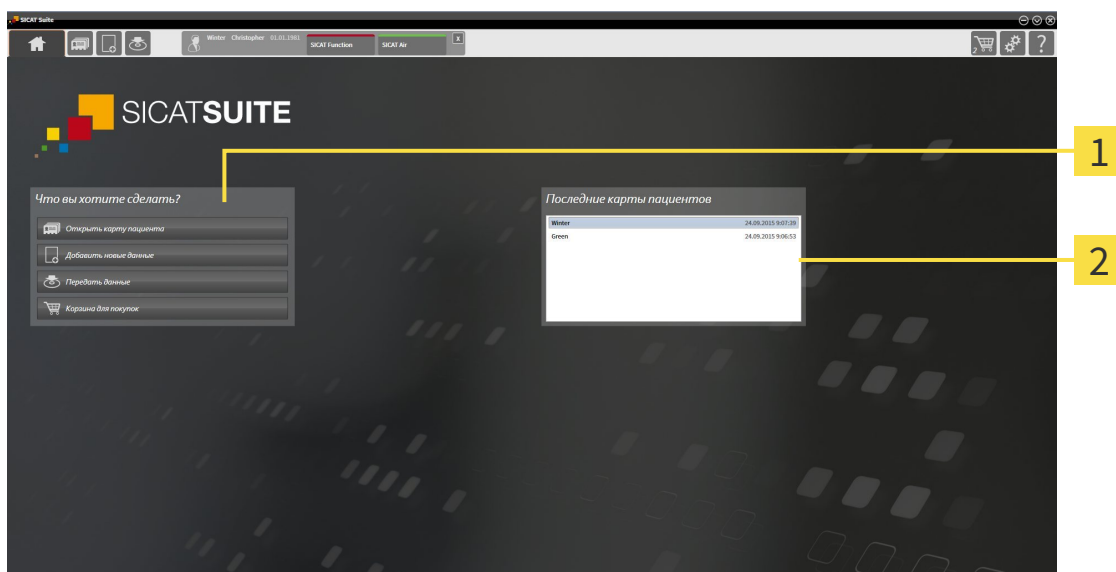 SICAT Suite
Winter Christopher 01.01.1981
SICAT Function
SICAT Air
X
2
?
SICATSUITE
1
Что вы хотите сделать?
Открыть карту пациента
Добавить новые данные
Передать данные
Корзина для покупок
Последние карты пациентов
Winter 24.09.2015 9:07:39
Green 24.09.2015 9:06:53
2